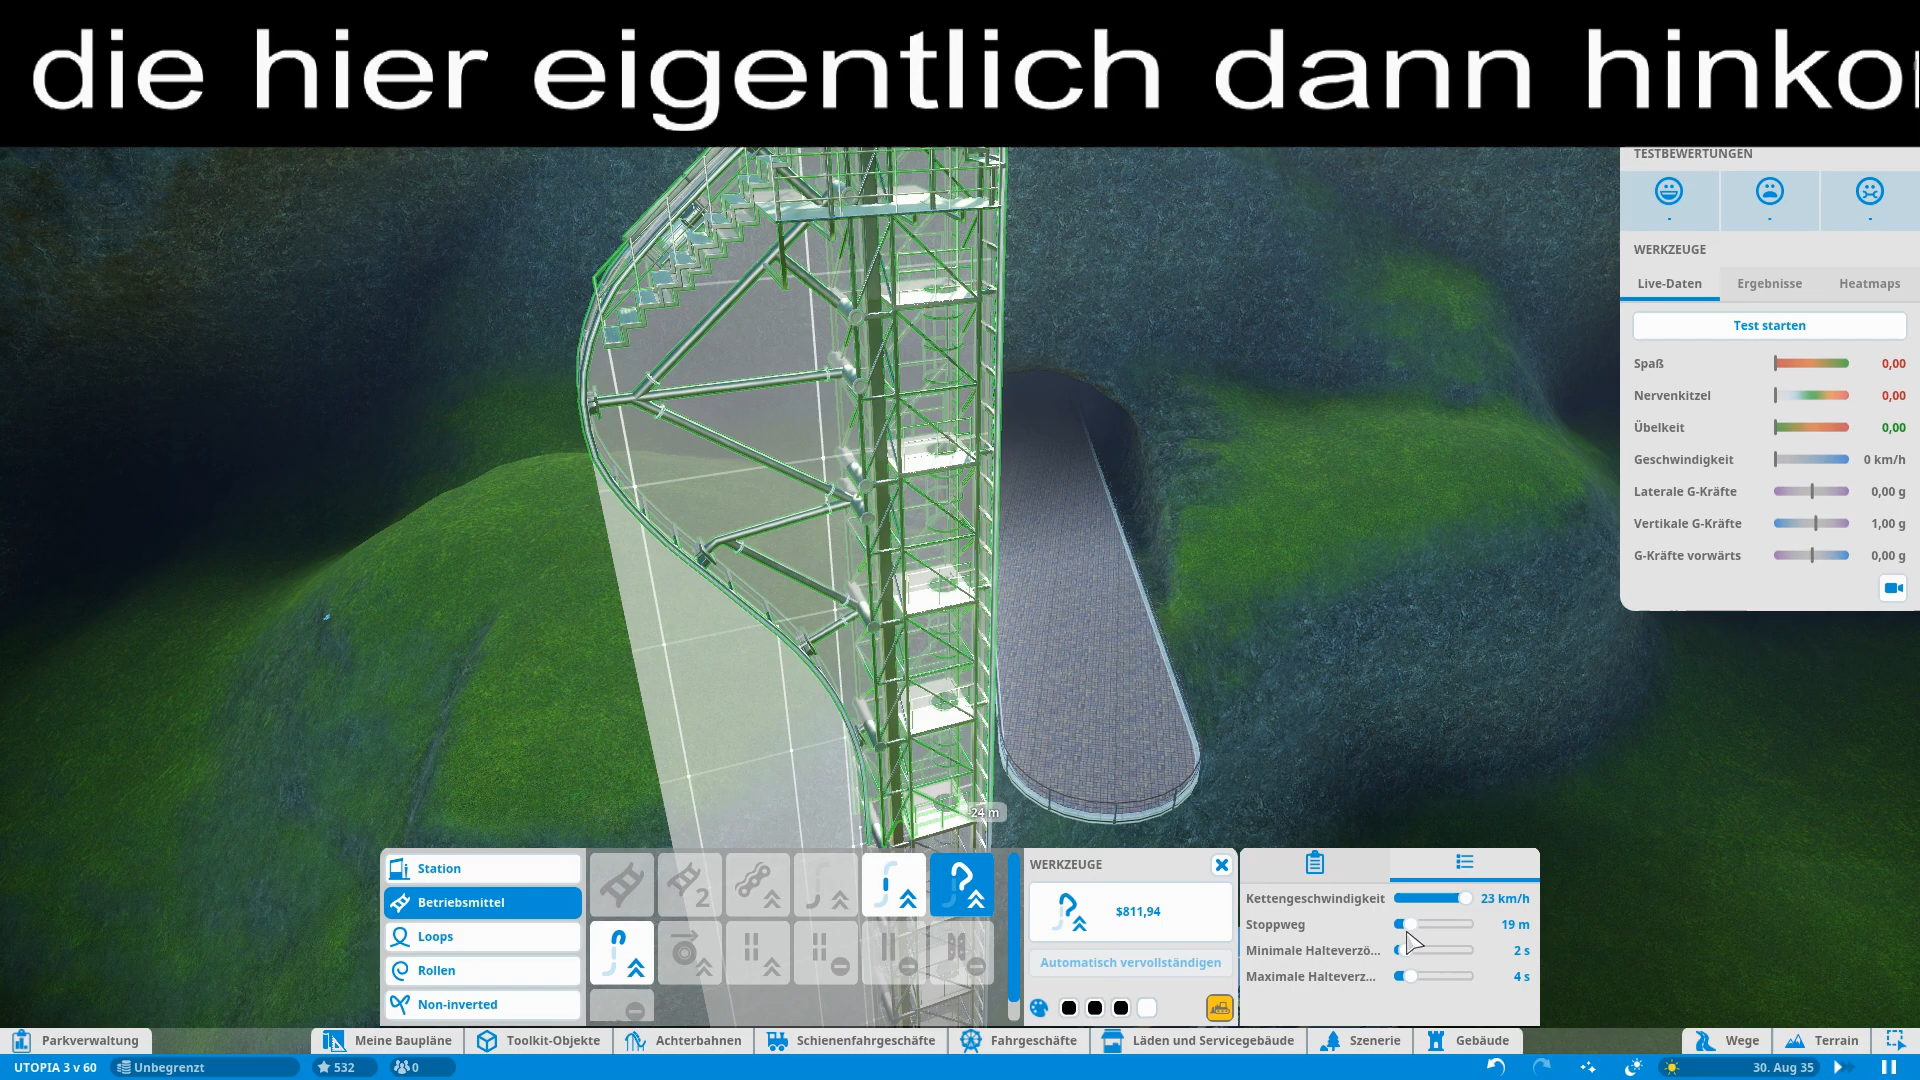 die hier eigentlich dann hinko
TESTBEWERTUNGEN
- - -
WERKZEUGE
Live-Daten Ergebnisse Heatmaps
Test starten
Spaß 0,00
Nervenkitzel 0,00
Übelkeit 0,00
Geschwindigkeit 0 km/h
Laterale G-Kräfte 0,00 g
Vertikale G-Kräfte 1,00 g
G-Kräfte vorwärts 0,00 g
-24 m
Station
Betriebsmittel
Loops
Rollen
Non-inverted
2
WERKZEUGE
$811,94
Automatisch vervollständigen
Kettengeschwindigkeit 23 km/h
Stoppweg 19 m
Minimale Halteverzö... 2 s
Maximale Halteverz... 4 s
Parkverwaltung Meine Baupläne Toolkit-Objekte Achterbahnen Schienenfahrgeschäfte Fahrgeschäfte Läden und Servicegebäude Szenerie Gebäude Wege Terrain
UTOPIA 3 v 60 Unbegrenzt 532 0 30. Aug 35